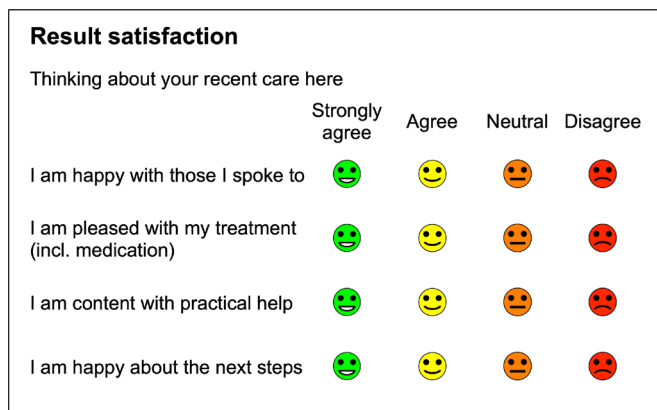 Result satisfaction
Thinking about your recent care here
Strongly
agree
Agree
Neutral
Disagree
I am happy with those I spoke to
I am pleased with my treatment
(incl. medication)
I am content with practical help
I am happy about the next steps